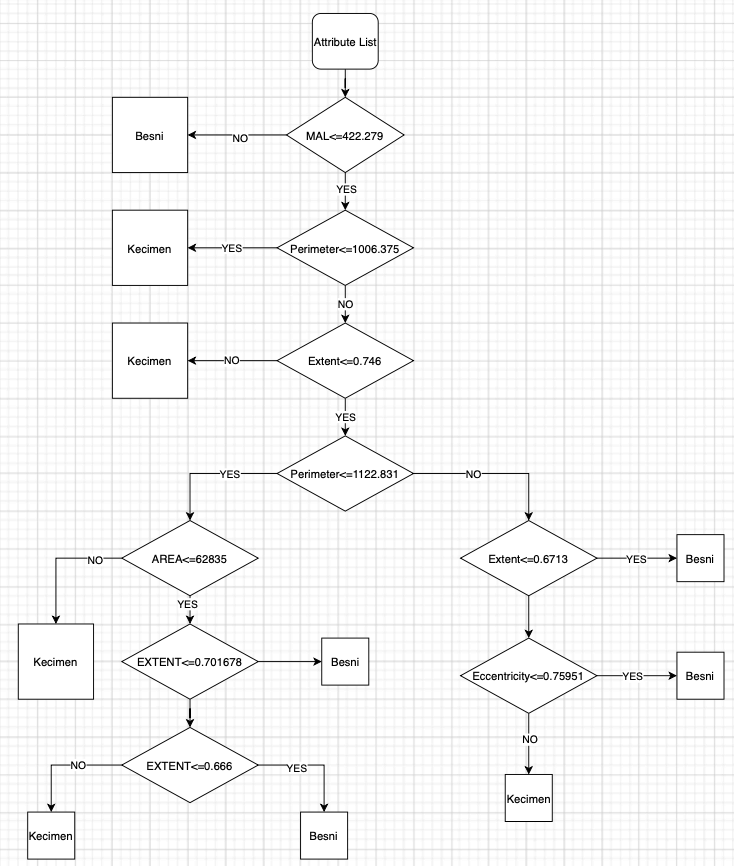 Attribute List
Besni
NO
MAL<=422.279
YES
Kecimen
YES
Perimeter<=1006.375
NO
Kecimen
NO
Extent<=0.746
YES
YES
Perimeter<=1122.831
NO
NO
AREA<=62835
Extent<=0.6713
YES
Besni
YES
Kecimen
EXTENT<=0.701678
Besni
Eccentricity<=0.75951
YES
Besni
NO
NO
EXTENT<=0.666
YES
Kecimen
Kecimen
Besni